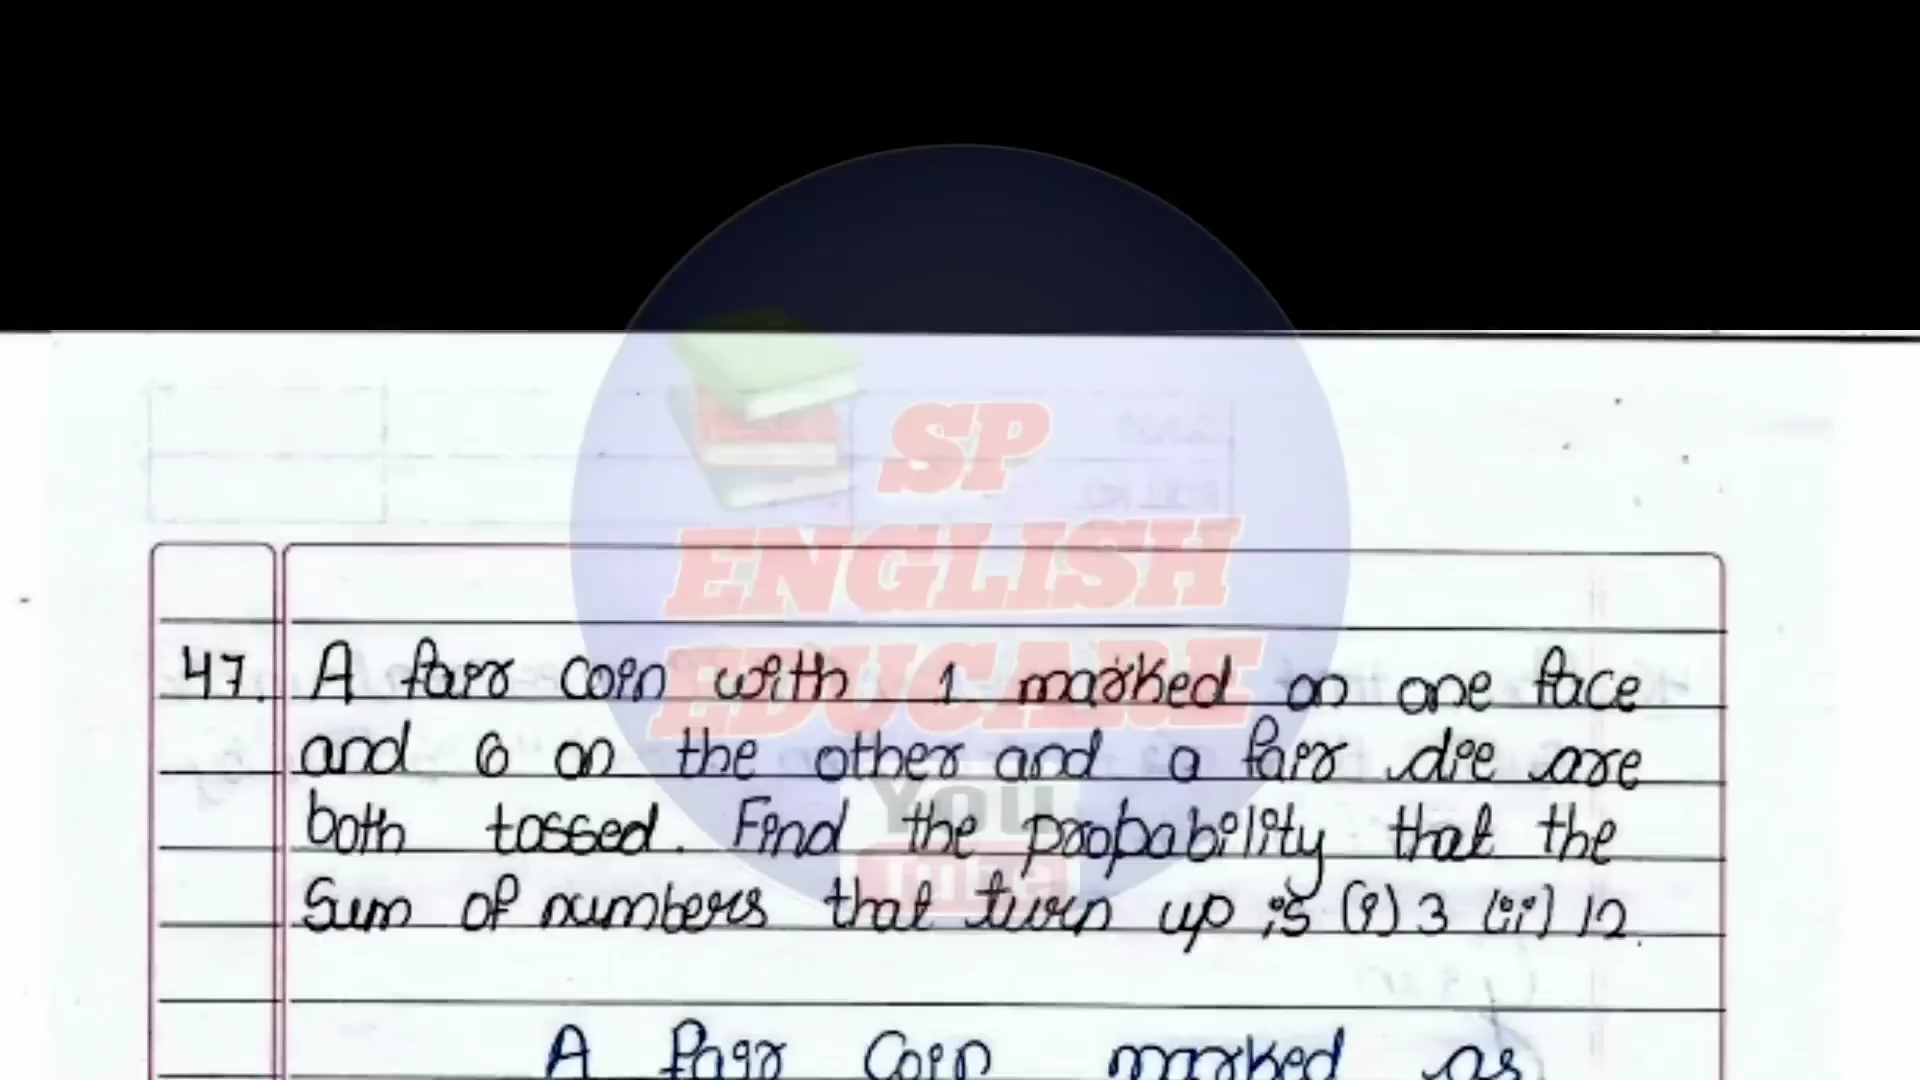 SP
ENGLISH
EDUCARE
You
Tube
47. A fair coin with 1 marked on one face
and 6 on the other and a fair die are
both tossed. Find the probability that the
Sum of numbers that turn up is (i) 3 (ii) 12.
A fair coin marked as